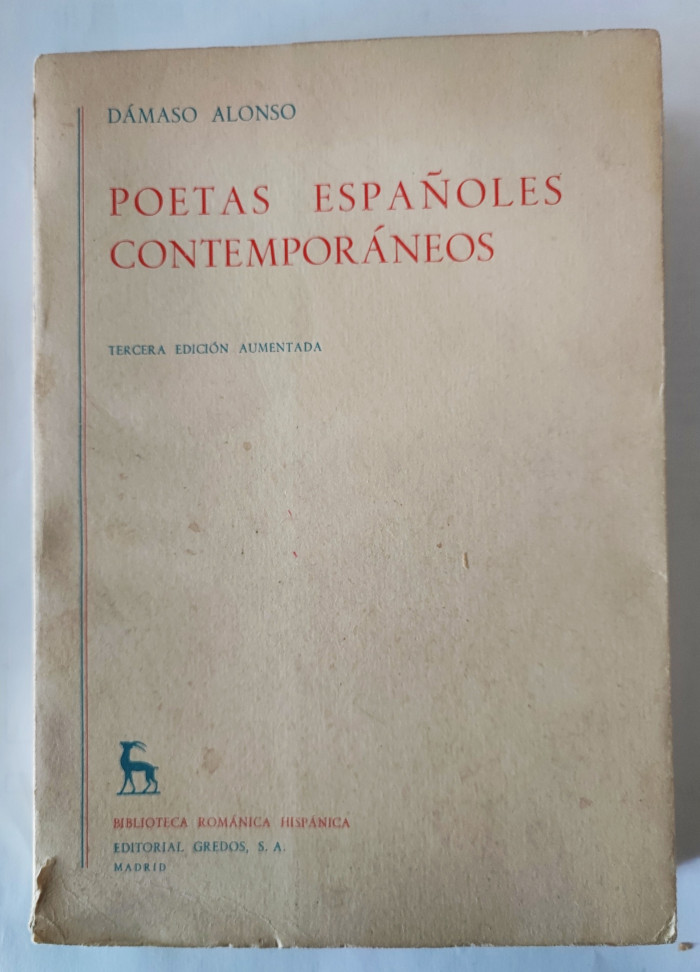 DÁMASO ALONSO
POETAS ESPAÑOLES
CONTEMPORÁNEOS
TERCERA EDICIÓN AUMENTADA
BIBLIOTECA ROMÁNICA HISPÁNICA
EDITORIAL GREDOS, S. A.
MADRID